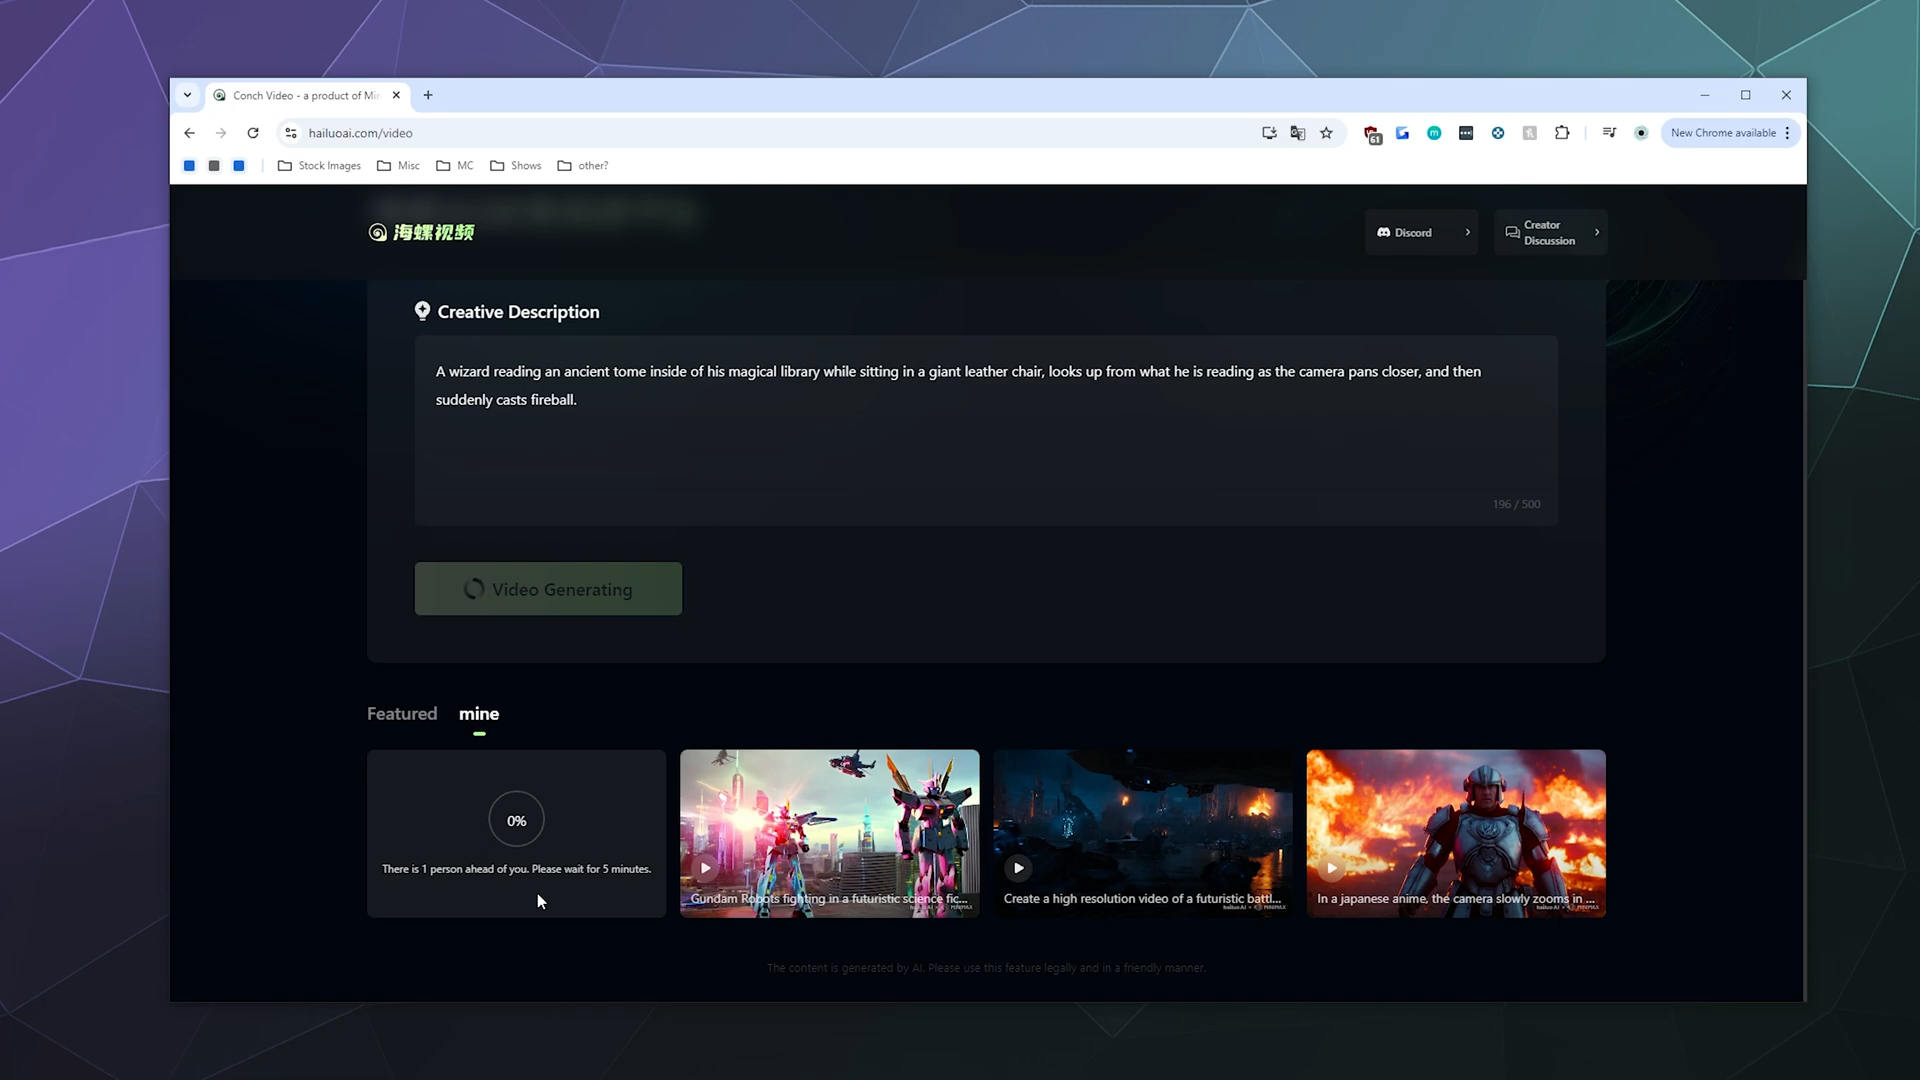 Conch Video - a product of Mi
hailuoai.com/video
61
New Chrome available
Stock Images
Misc
MC
Shows
other?
海螺视频
Discord
Creator
Discussion
Creative Description
A wizard reading an ancient tome inside of his magical library while sitting in a giant leather chair, looks up from what he is reading as the camera pans closer, and then
suddenly casts fireball.
196 / 500
Video Generating
Featured
mine
0%
There is 1 person ahead of you. Please wait for 5 minutes.
Gundam Robots fighting in a futuristic science fic...
Create a high resolution video of a futuristic battl...
In a japanese anime, the camera slowly zooms in ...
The content is generated by AI. Please use this feature legally and in a friendly manner.